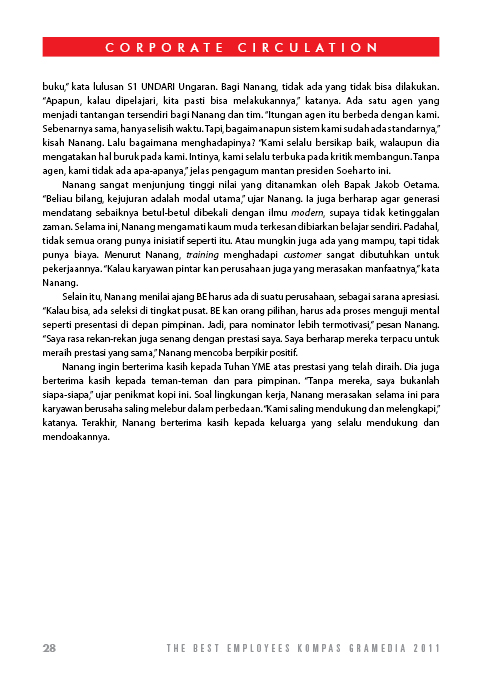 CORPORATE CIRCULATION
buku,” kata lulusan S1 UNDARI Ungaran. Bagi Nanang, tidak ada yang tidak bisa dilakukan.
“Apapun, kalau dipelajari, kita pasti bisa melakukannya,” katanya. Ada satu agen yang
menjadi tantangan tersendiri bagi Nanang dan tim. “Itungan agen itu berbeda dengan kami.
Sebenarnya sama, hanya selisih waktu. Tapi, bagaimanapun sistem kami sudah ada standarnya,”
kisah Nanang. Lalu bagaimana menghadapinya? “Kami selalu bersikap baik, walaupun dia
mengatakan hal buruk pada kami. Intinya, kami selalu terbuka pada kritik membangun. Tanpa
agen, kami tidak ada apa-apanya,” jelas pengagum mantan presiden Soeharto ini.
Nanang sangat menjunjung tinggi nilai yang ditanamkan oleh Bapak Jakob Oetama.
“Beliau bilang, kejujuran adalah modal utama,” ujar Nanang. Ia juga berharap agar generasi
mendatang sebaiknya betul-betul dibekali dengan ilmu modern, supaya tidak ketinggalan
zaman. Selama ini, Nanang mengamati kaum muda terkesan dibiarkan belajar sendiri. Padahal,
tidak semua orang punya inisiatif seperti itu. Atau mungkin juga ada yang mampu, tapi tidak
punya biaya. Menurut Nanang, training menghadapi customer sangat dibutuhkan untuk
pekerjaannya. “Kalau karyawan pintar kan perusahaan juga yang merasakan manfaatnya,” kata
Nanang.
Selain itu, Nanang menilai ajang BE harus ada di suatu perusahaan, sebagai sarana apresiasi.
“Kalau bisa, ada seleksi di tingkat pusat. BE kan orang pilihan, harus ada proses menguji mental
seperti presentasi di depan pimpinan. Jadi, para nominator lebih termotivasi,” pesan Nanang.
“Saya rasa rekan-rekan juga senang dengan prestasi saya. Saya berharap mereka terpacu untuk
meraih prestasi yang sama,” Nanang mencoba berpikir positif.
Nanang ingin berterima kasih kepada Tuhan YME atas prestasi yang telah diraih. Dia juga
berterima kasih kepada teman-teman dan para pimpinan. “Tanpa mereka, saya bukanlah
siapa-siapa,” ujar penikmat kopi ini. Soal lingkungan kerja, Nanang merasakan selama ini para
karyawan berusaha saling melebur dalam perbedaan. “Kami saling mendukung dan melengkapi,”
katanya. Terakhir, Nanang berterima kasih kepada keluarga yang selalu mendukung dan
mendoakannya.
28 THE BEST EMPLOYEES KOMPAS GRAMEDIA 2011